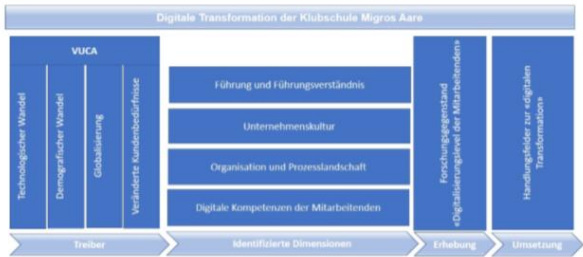 Digitale Transformation der Klubschule Migros Aare
VUCA
Technologischer Wandel
Demografischer Wandel
Globalisierung
Veränderte Kundenbedürfnisse
Führung und Führungsverständnis
Unternehmenskultur
Organisation und Prozesslandschaft
Digitale Kompetenzen der Mitarbeitenden
Forschungsgegenstand
«Digitalisierungslevel der Mitarbeitenden»
Handlungsfelder zur «digitalen
Transformation»
Treiber
Identifizierte Dimensionen
Erhebung
Umsetzung